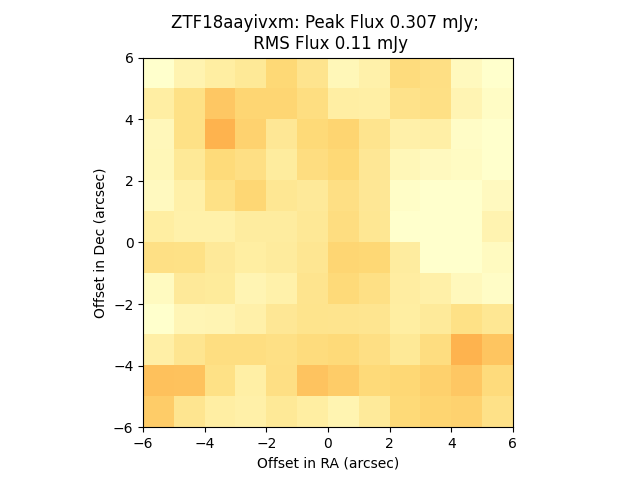 ZTF18aayivxm: Peak Flux 0.307 mJy;
RMS Flux 0.11 mJy
6
4
2
0
−2
−4
−6
Offset in Dec (arcsec)
−6 −4 −2 0 2 4 6
Offset in RA (arcsec)